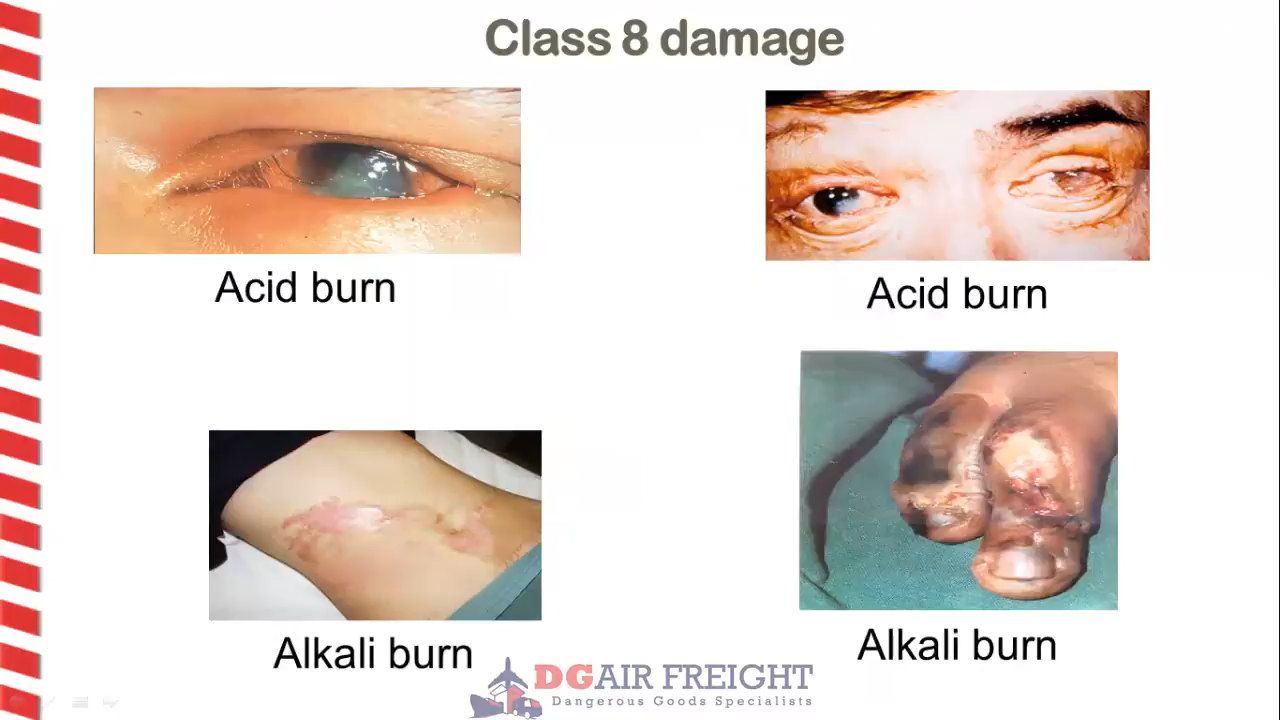 Class 8 damage
Acid burn
Acid burn
Alkali burn
Alkali burn
DGAIR FREIGHT
Dangerous Goods Specialists